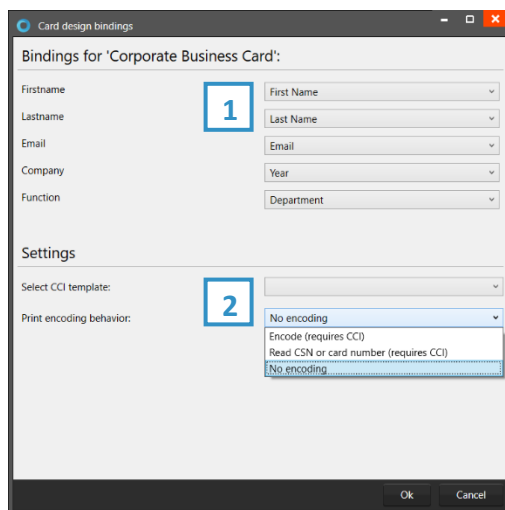 Card design bindings
Bindings for 'Corporate Business Card':
Firstname First Name
1
Lastname Last Name
Email Email
Company Year
Function Department
Settings
Select CCI template:
2
Print encoding behavior: No encoding
Encode (requires CCI)
Read CSN or card number (requires CCI)
No encoding
Ok Cancel